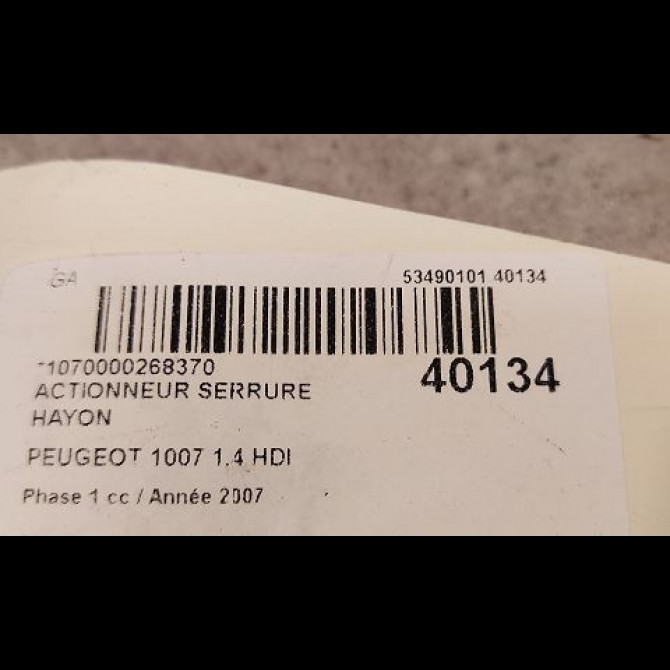 GA
53490101 40134
1070000268370
40134
ACTIONNEUR SERRURE
HAYON
PEUGEOT 1007 1.4 HDI
Phase 1 cc / Année 2007